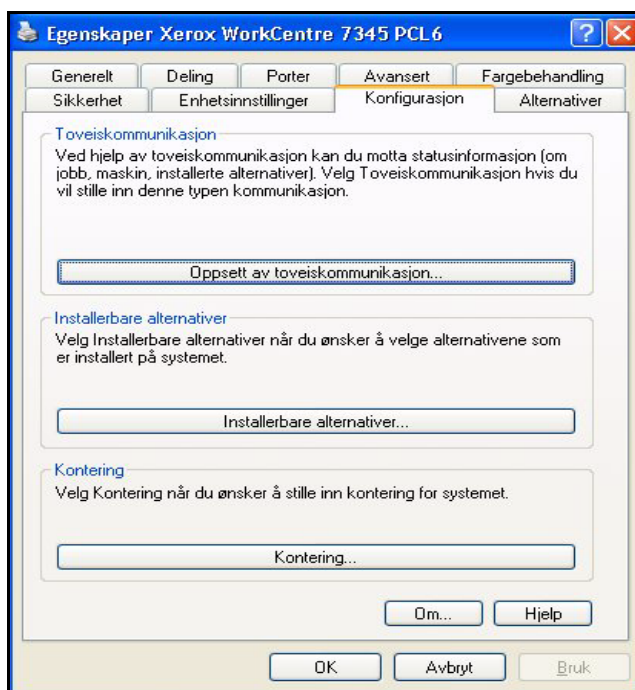 Egenskaper Xerox WorkCentre 7345 PCL6
Generelt Deling Porter Avansert Fargebehandling
Sikkerhet Enhetsinnstillinger Konfigurasjon Alternativer
Toveiskommunikasjon
Ved hjelp av toveiskommunikasjon kan du motta statusinformasjon (om
jobb, maskin, installerte alternativer). Velg Toveiskommunikasjon hvis du
vil stille inn denne typen kommunikasjon.
Oppsett av toveiskommunikasjon...
Installerbare alternativer
Velg Installerbare alternativer når du ønsker å velge alternativene som
er installert på systemet.
Installerbare alternativer...
Kontering
Velg Kontering når du ønsker å stille inn kontering for systemet.
Kontering...
Om... Hjelp
OK Avbryt Bruk